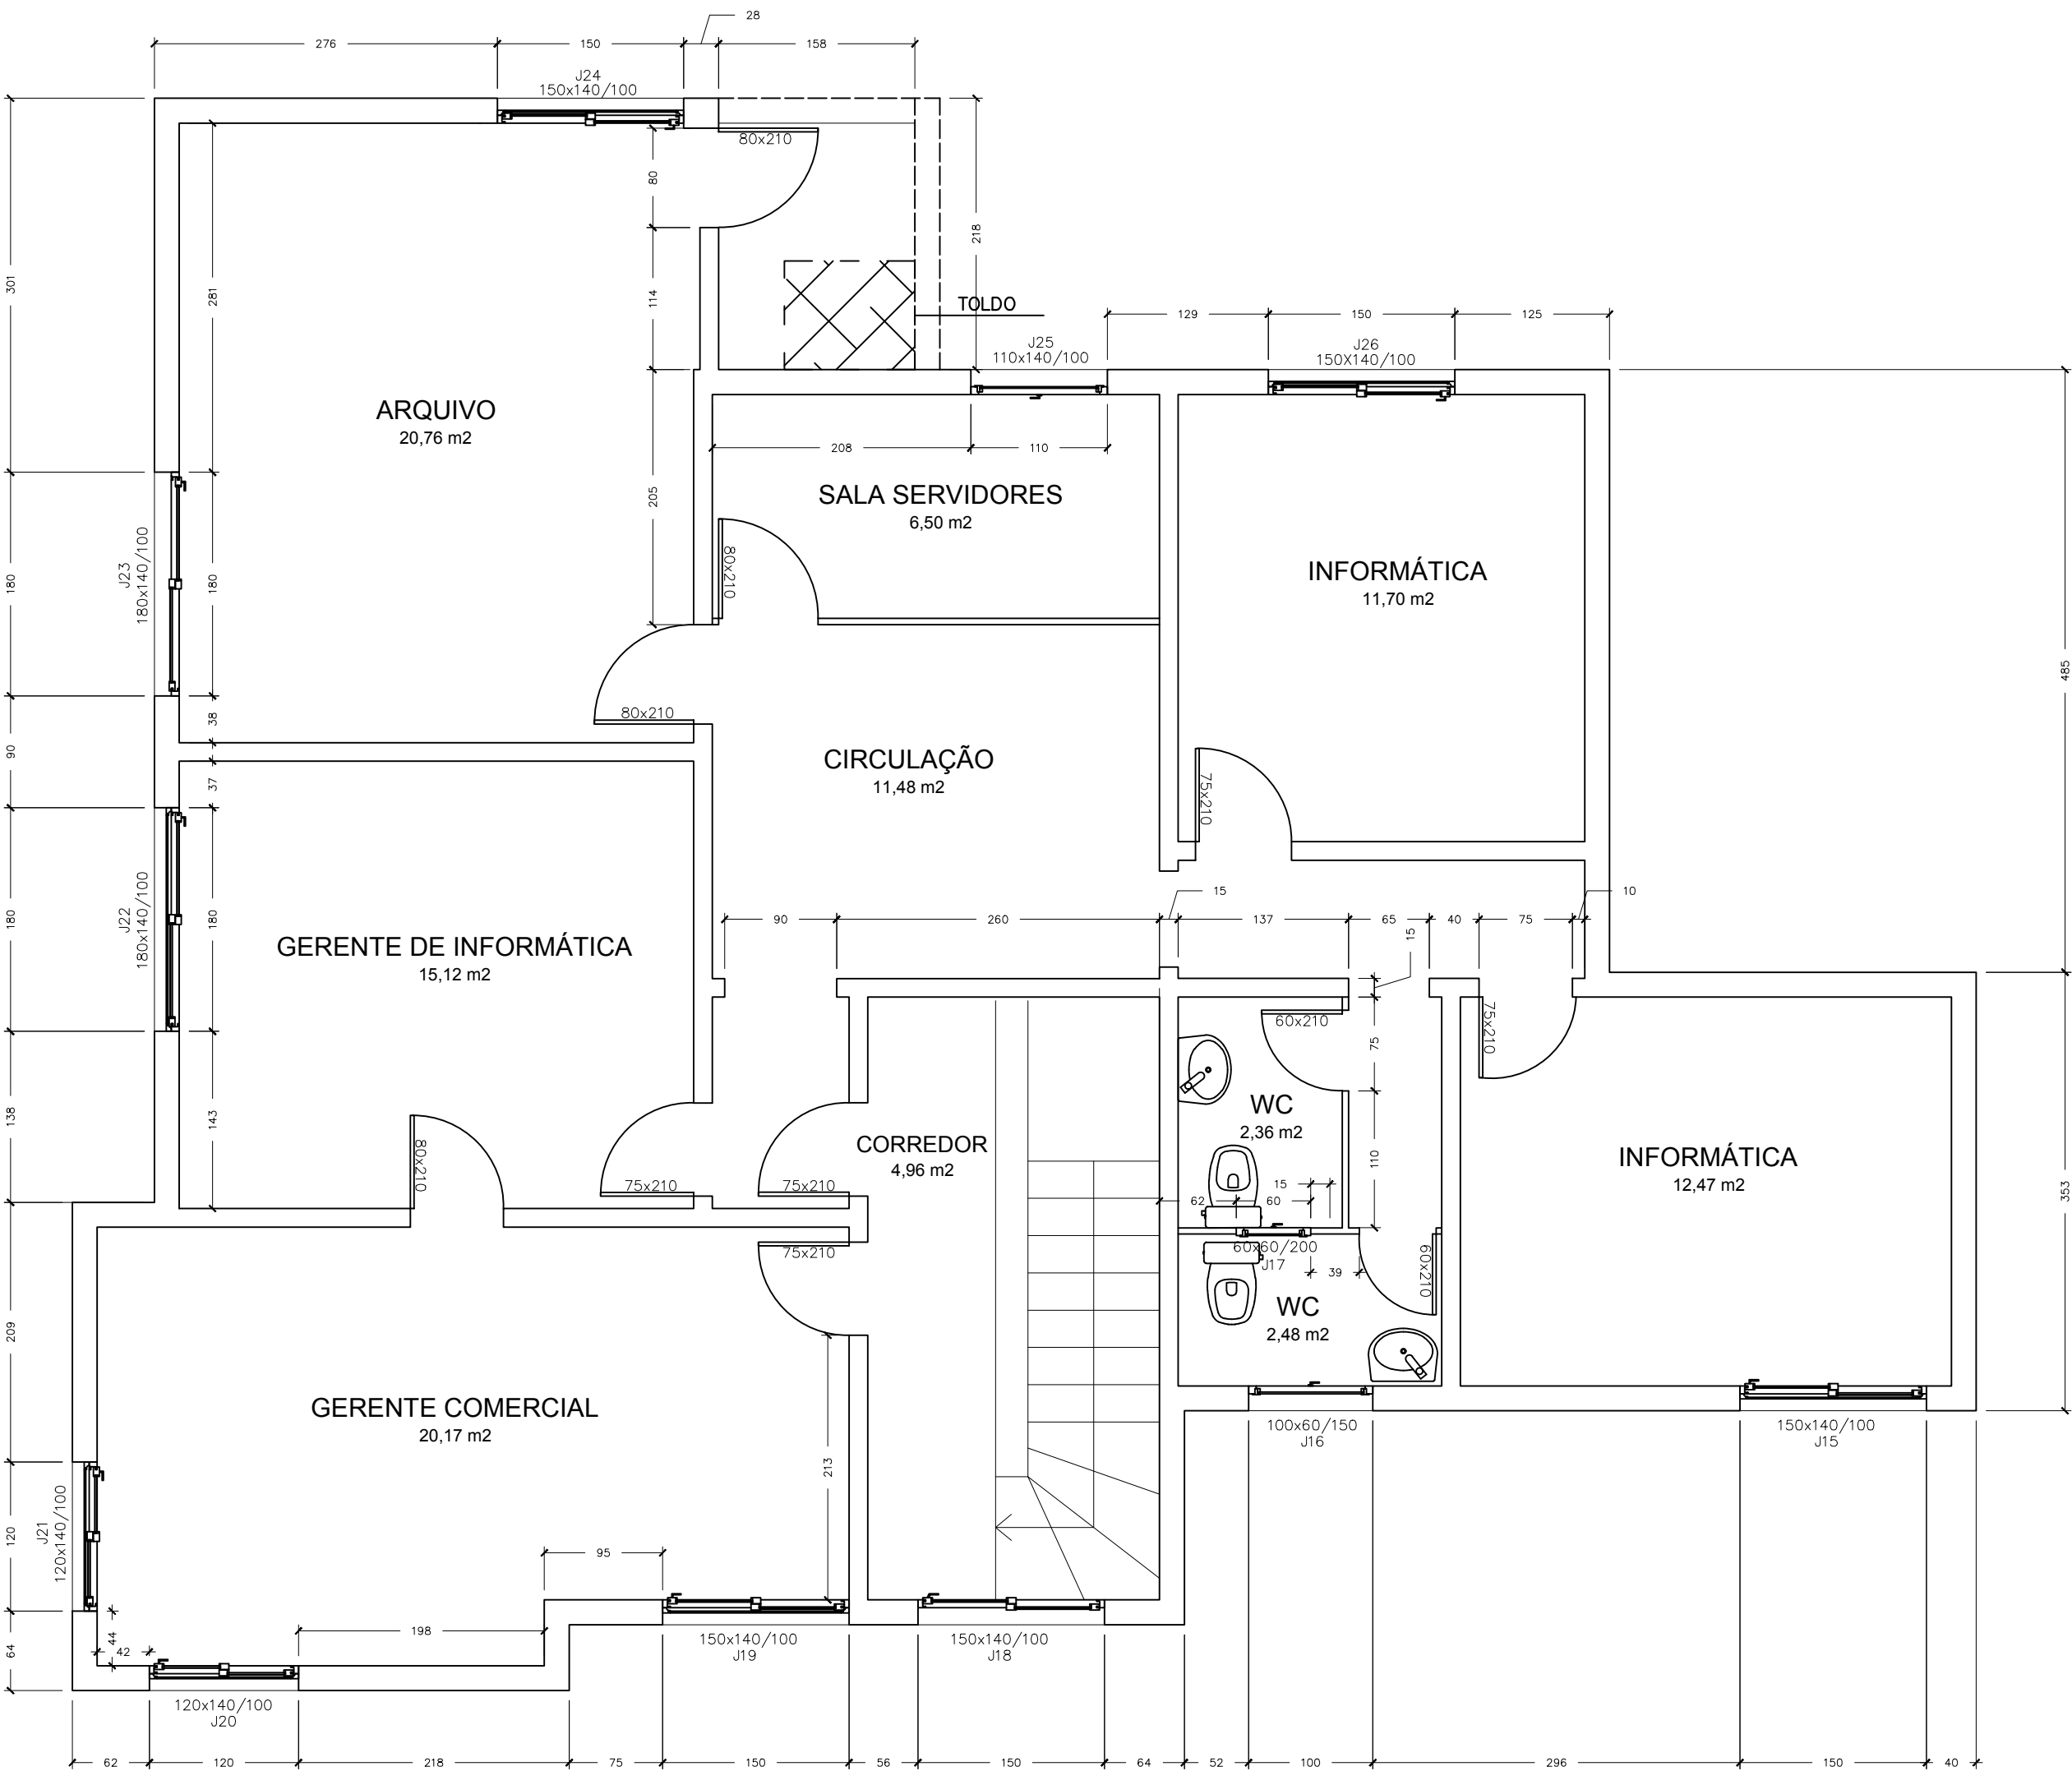 28
276
150
158
J24
150x140/100
80x210
80
301
281
114
218
TOLDO
129
150
125
J25
110x140/100
J26
150X140/100
ARQUIVO
20,76 m2
208
110
205
SALA SERVIDORES
6,50 m2
J23
180x140/100
180
180
80x210
INFORMÁTICA
11,70 m2
485
80x210
38
90
37
CIRCULAÇÃO
11,48 m2
75x210
15
10
90
260
137
65
40
75
15
J22
180x140/100
180
180
GERENTE DE INFORMÁTICA
15,12 m2
60x210
75x210
75
138
143
80x210
WC
2,36 m2
CORREDOR
4,96 m2
110
INFORMÁTICA
12,47 m2
353
75x210
75x210
15
62
60
75x210
60x60/200
J17
39
60x210
209
WC
2,48 m2
GERENTE COMERCIAL
20,17 m2
213
100x60/150
J16
150x140/100
J15
J21
120x140/100
120
95
44
42
64
198
150x140/100
J19
150x140/100
J18
120x140/100
J20
62
120
218
75
150
56
150
64
52
100
296
150
40